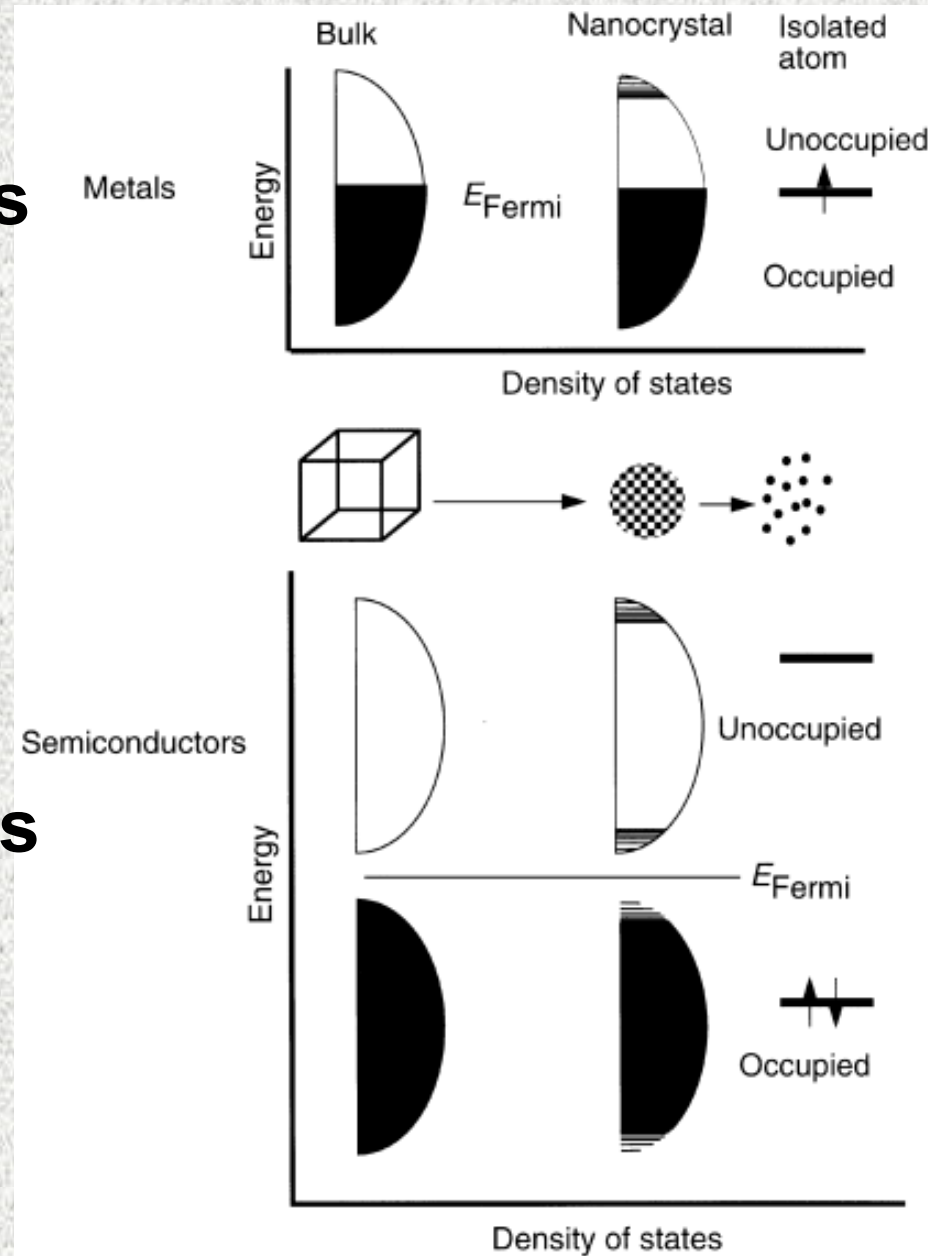 Bulk
Nanocrystal
Isolated
atom
Unoccupied
s
Metals
Energy
EFermi
Occupied
Density of states
Semiconductors
Unoccupied
s
Energy
EFermi
Occupied
Density of states